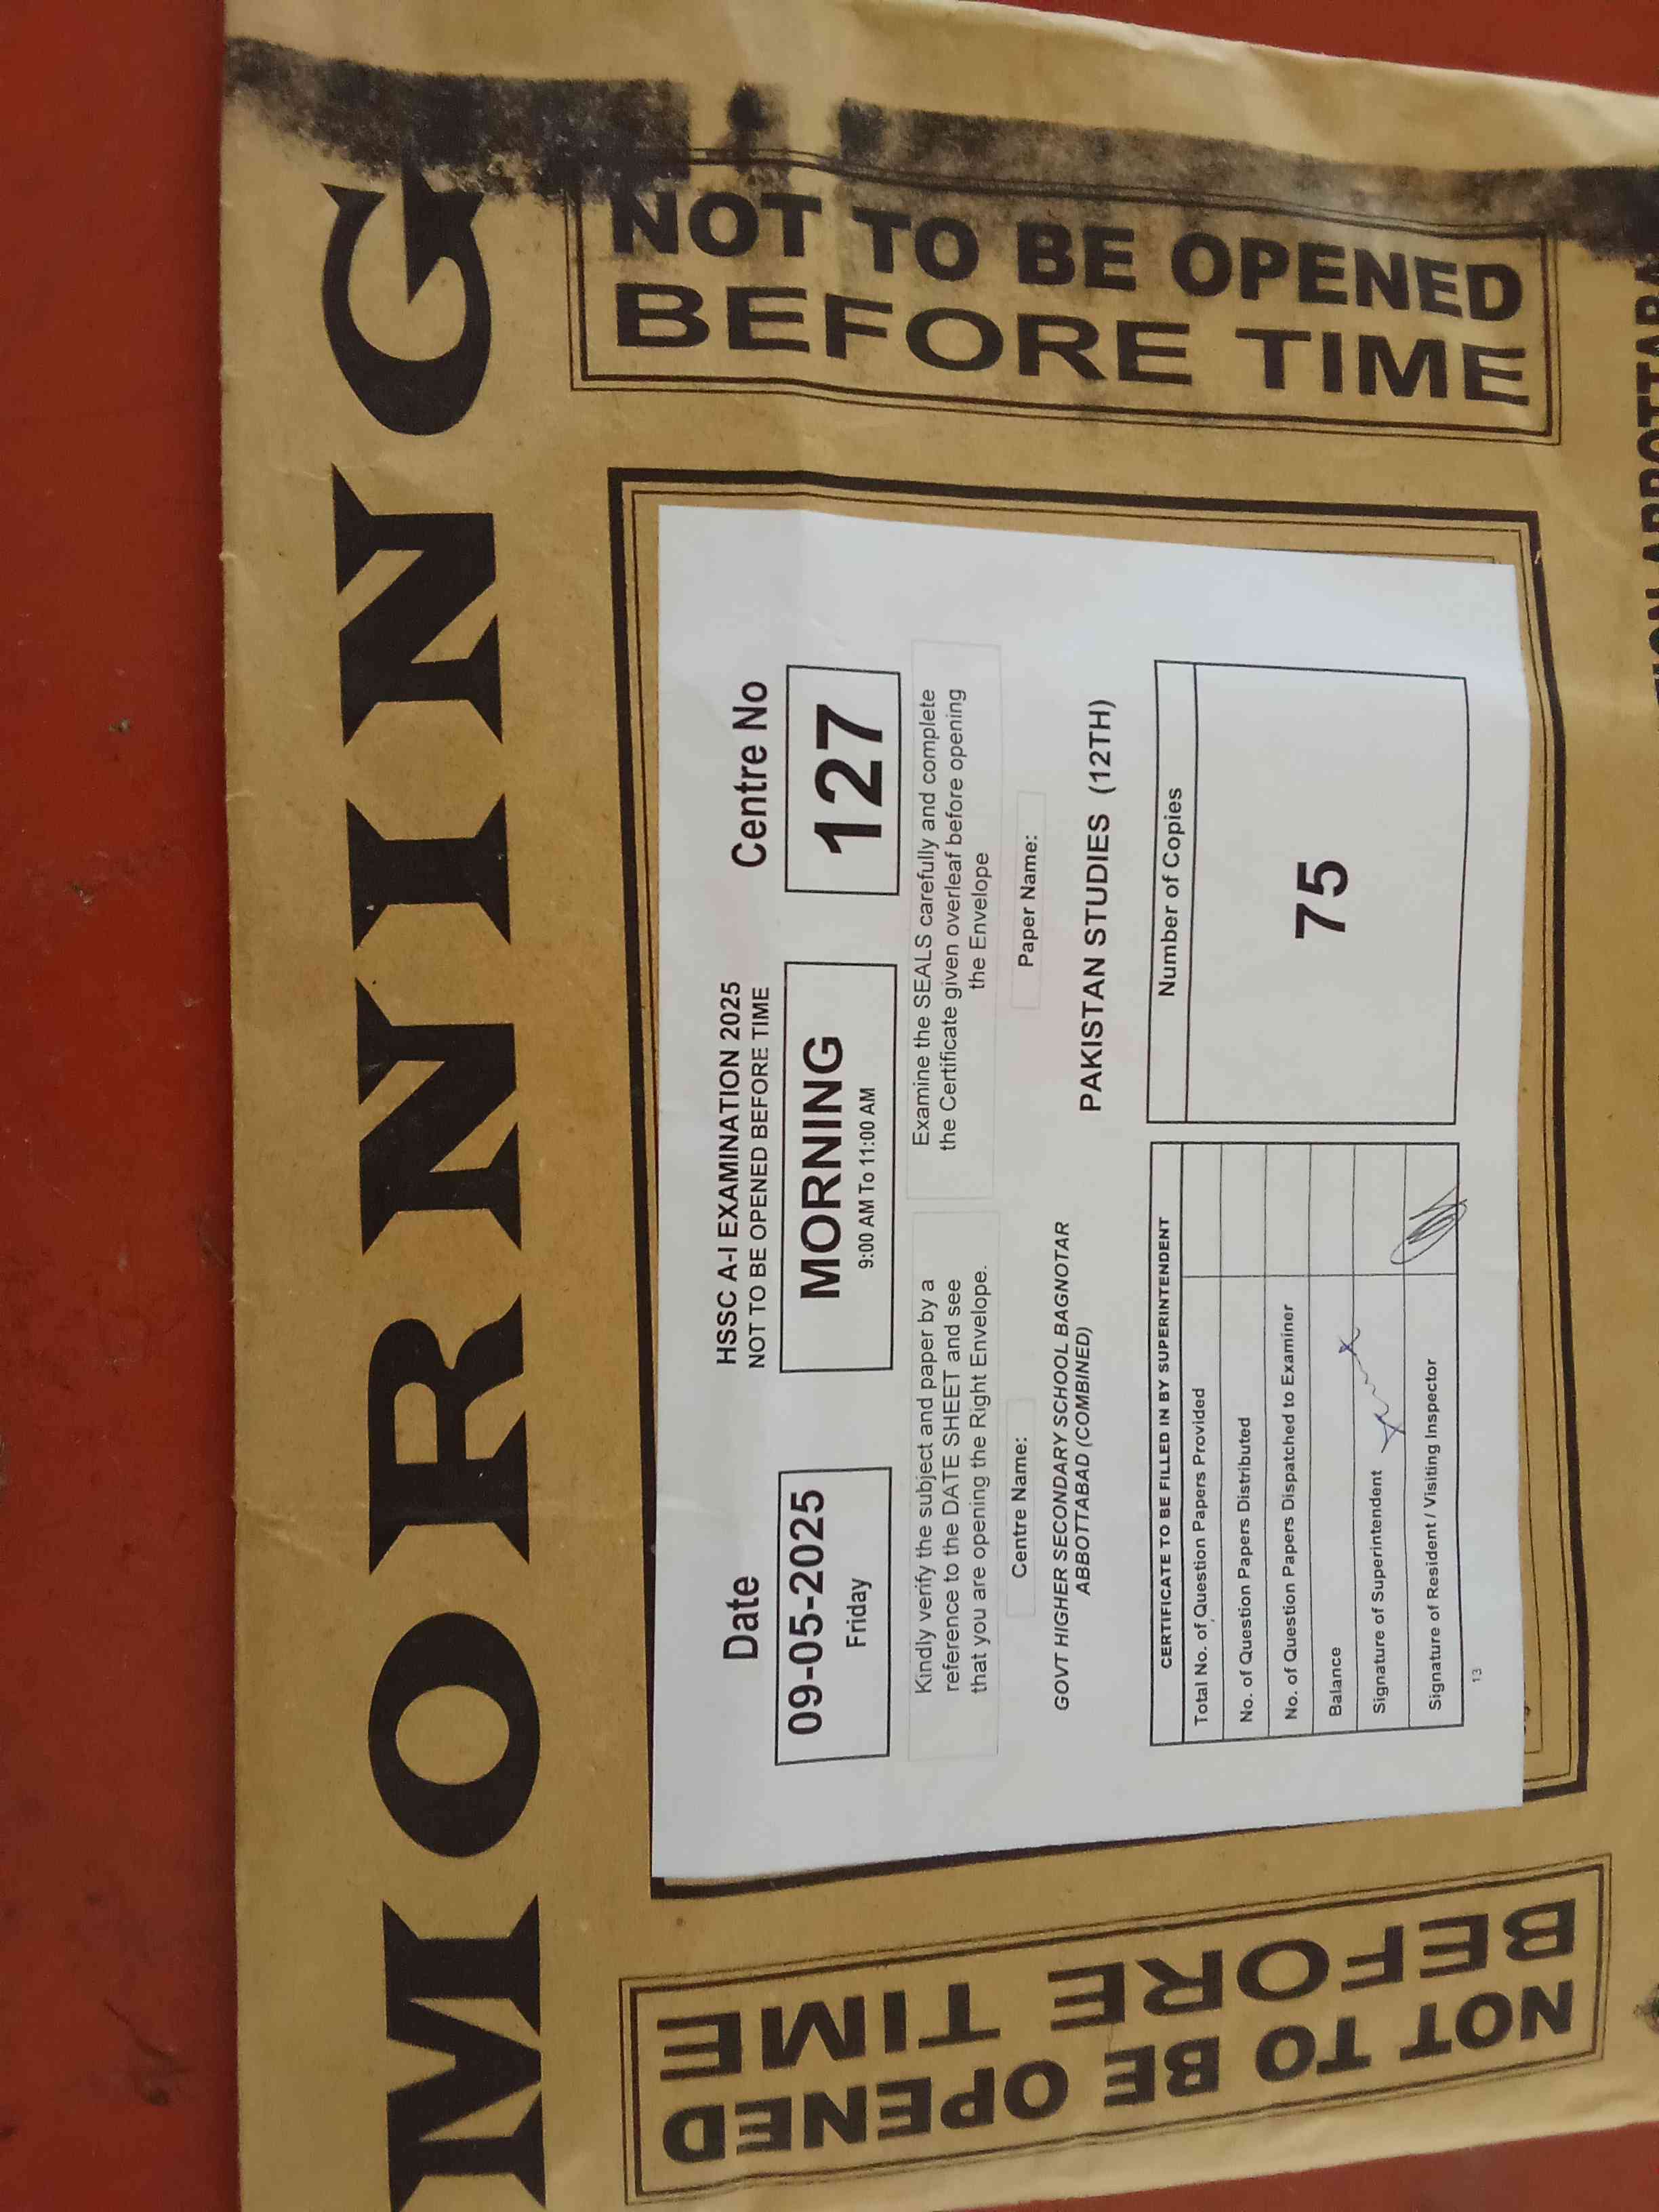 MORNING
NOT TO BE OPENED
BEFORE TIME
HSSC A-I EXAMINATION 2025
NOT TO BE OPENED BEFORE TIME
Date
09-05-2025
Friday
MORNING
9:00 AM To 11:00 AM
Centre No
127
Kindly verify the subject and paper by a
reference to the DATE SHEET and see
that you are opening the Right Envelope.
Examine the SEALS carefully and complete
the Certificate given overleaf before opening
the Envelope
Centre Name:
GOVT HIGHER SECONDARY SCHOOL BAGNOTAR
ABBOTTABAD (COMBINED)
Paper Name:
PAKISTAN STUDIES (12TH)
CERTIFICATE TO BE FILLED IN BY SUPERINTENDENT
Total No. of Question Papers Provided
No. of Question Papers Distributed
No. of Question Papers Dispatched to Examiner
Balance
Signature of Superintendent
Signature of Resident / Visiting Inspector
Number of Copies
75
13
NOT TO BE OPENED
BEFORE TIME